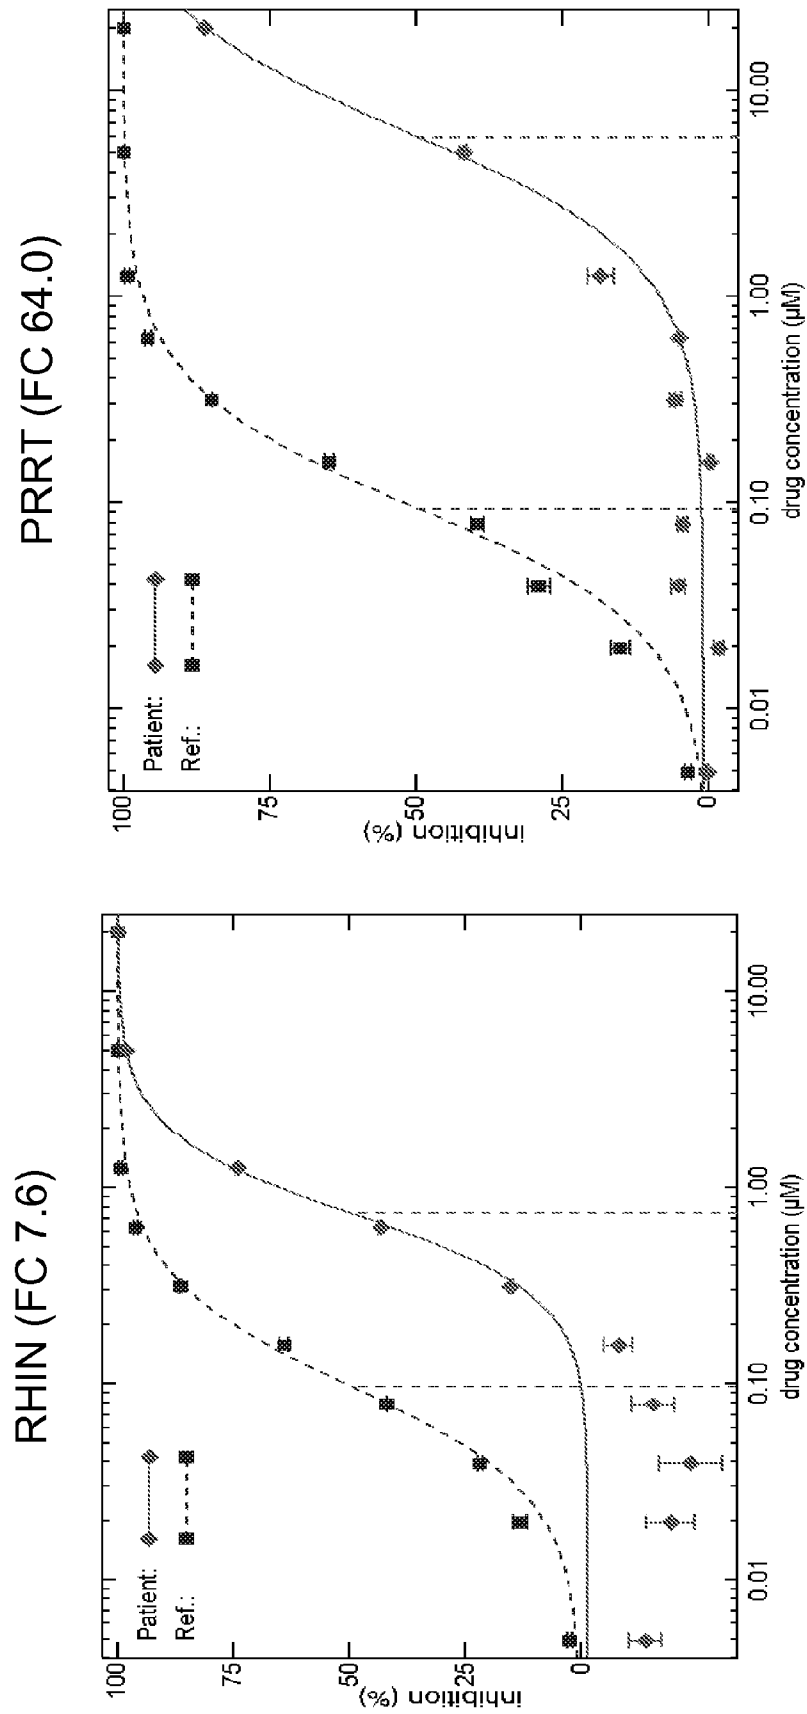 RHIN (FC 7.6)
Patient:
Ref.:
inhibition (%)
100
75
50
25
0
0.01
0.10
1.00
10.00
drug concentration (µM)
PRRT (FC 64.0)
Patient:
Ref.:
inhibition (%)
100
75
50
25
0
0.01
0.10
1.00
10.00
drug concentration (µM)